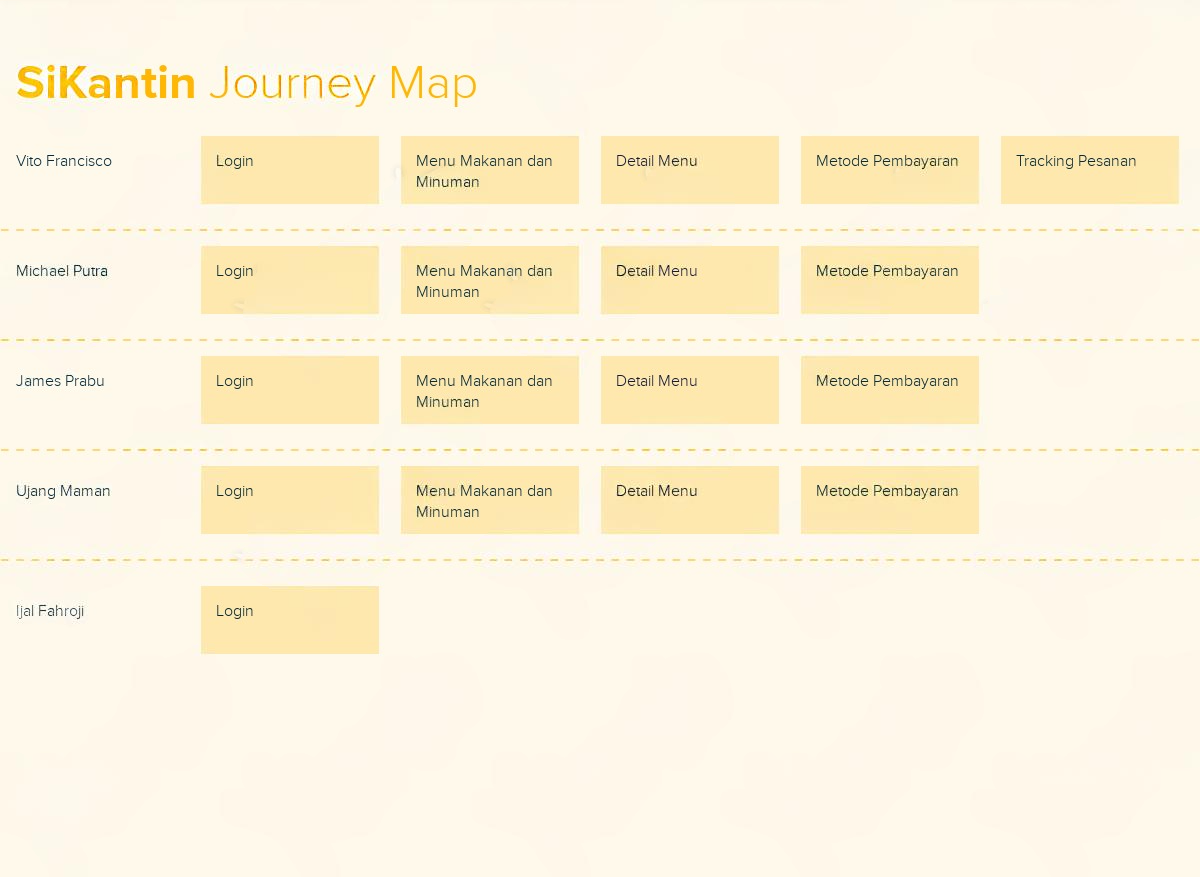 SiKantin Journey Map
Vito Francisco
Login
Menu Makanan dan
Minuman
Detail Menu
Metode Pembayaran
Tracking Pesanan
Michael Putra
Login
Menu Makanan dan
Minuman
Detail Menu
Metode Pembayaran
James Prabu
Login
Menu Makanan dan
Minuman
Detail Menu
Metode Pembayaran
Ujang Maman
Login
Menu Makanan dan
Minuman
Detail Menu
Metode Pembayaran
Ijal Fahroji
Login